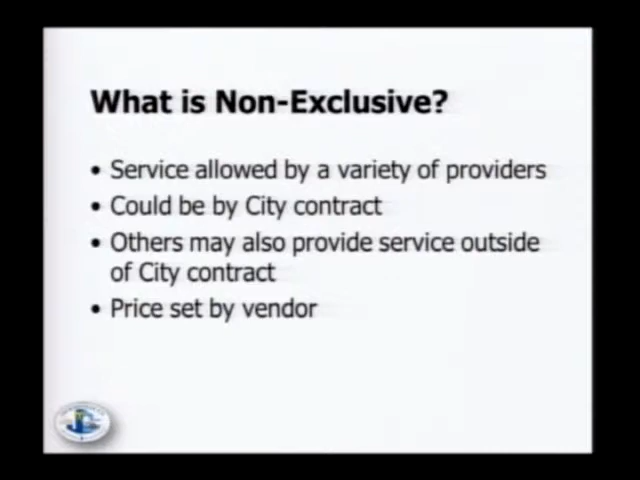 What is Non-Exclusive?
• Service allowed by a variety of providers
• Could be by City contract
• Others may also provide service outside
of City contract
• Price set by vendor